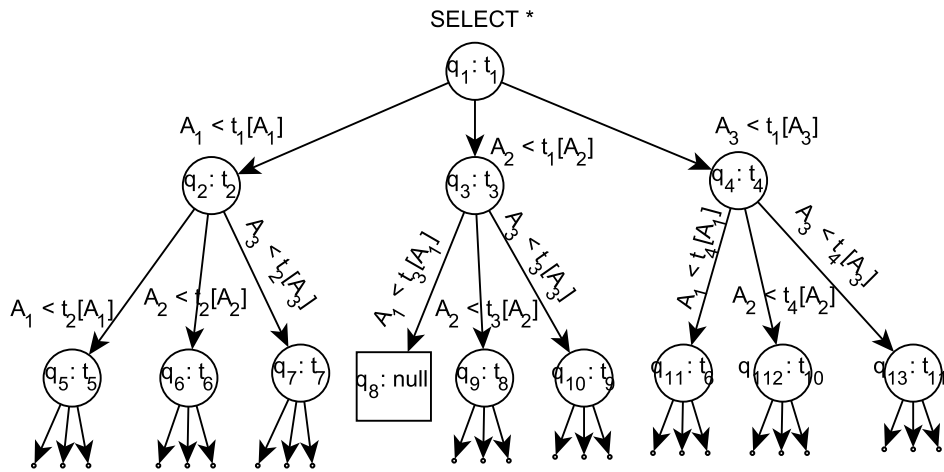 SELECT *
q1: t1
A1 < t1[A1]
A2 < t1[A2]
A3 < t1[A3]
q2: t2
q3: t3
q4: t4
A1 < t2[A1]
A2 < t2[A2]
A3 < t2[A3]
A1 < t3[A1]
A2 < t3[A2]
A3 < t3[A3]
A1 < t4[A1]
A2 < t4[A2]
A3 < t4[A3]
q5: t5
q6: t6
q7: t7
q8: null
q9: t8
q10: t9
q11: t6
q112: t10
q13: t11